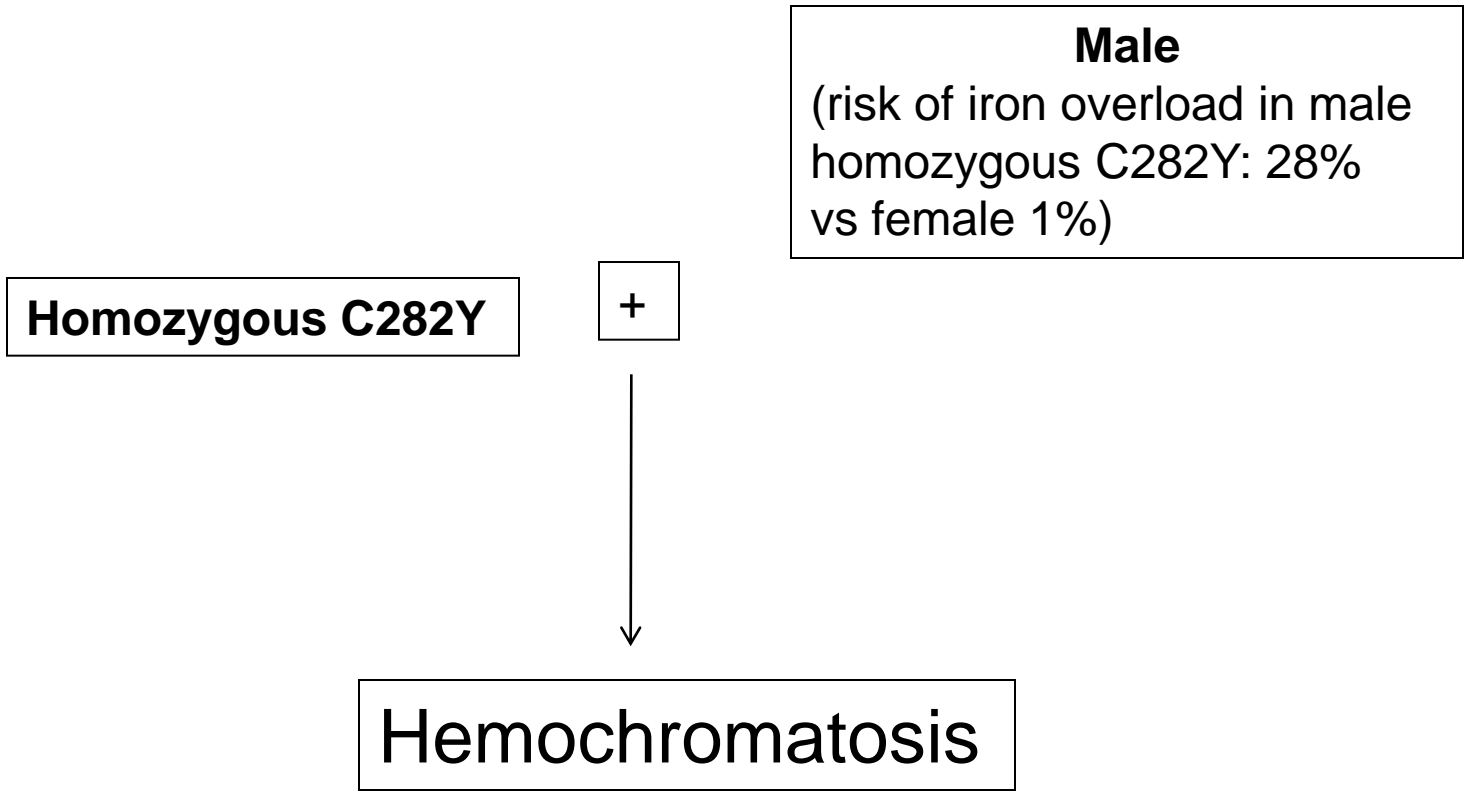 Male
(risk of iron overload in male
homozygous C282Y: 28%
vs female 1%)
Homozygous C282Y
+
Hemochromatosis